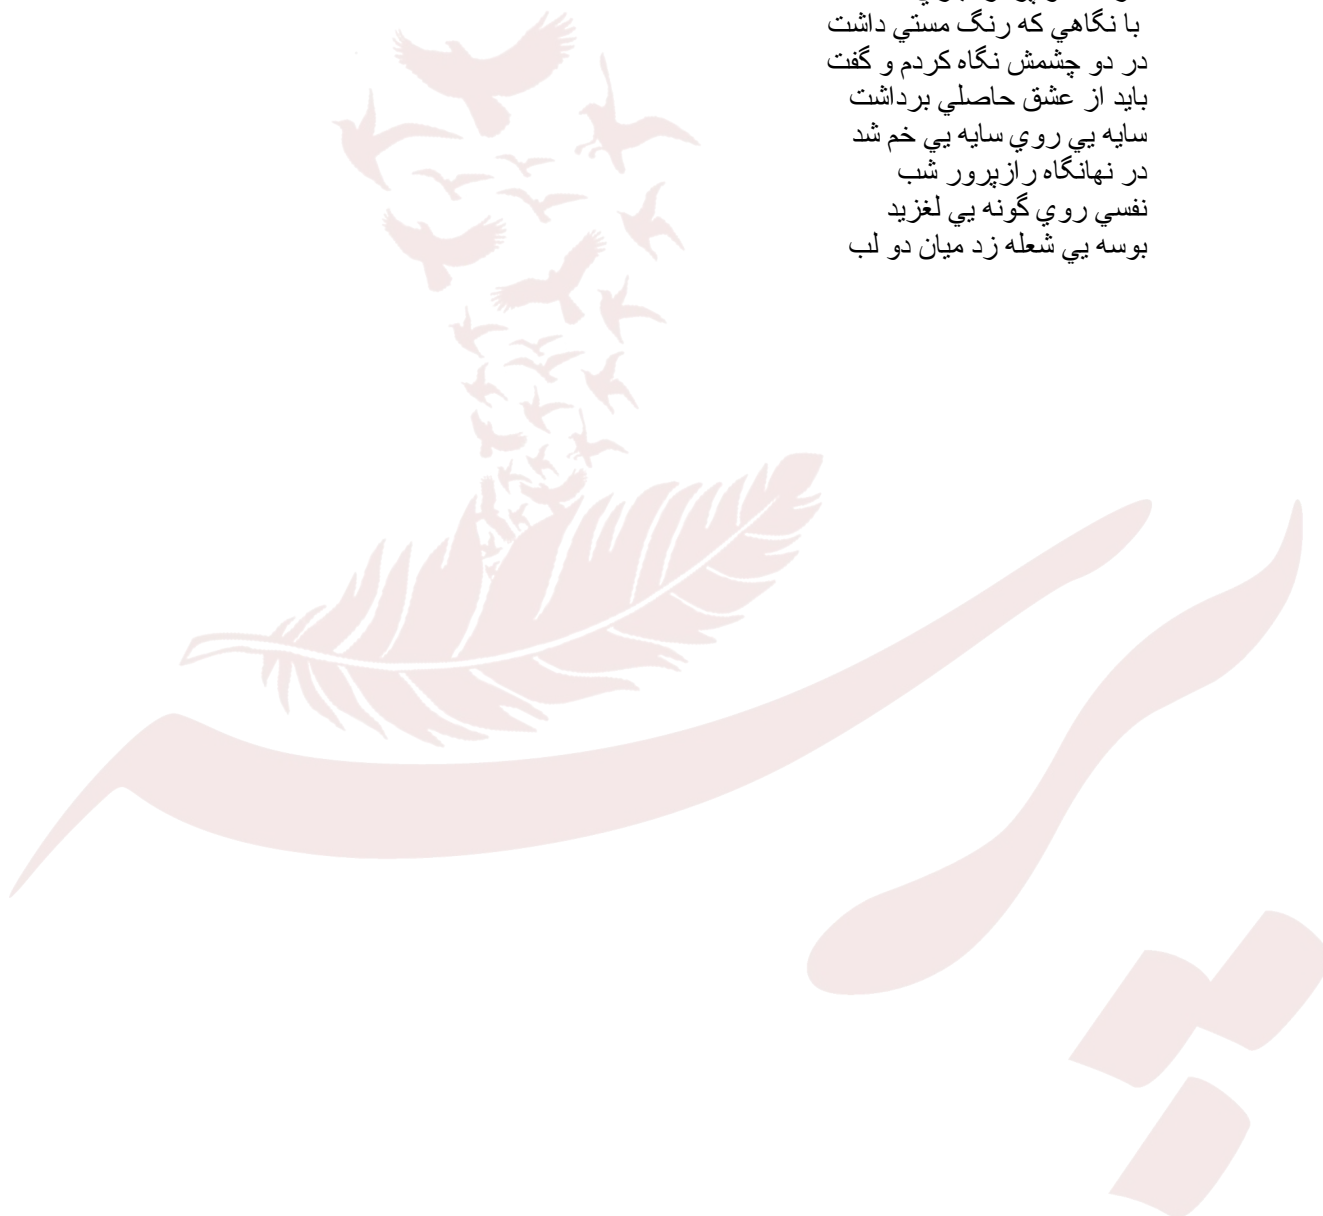 با نگاهي كه رنگ مستي داشت
در دو چشمش نگاه كردم و گفت
بايد از عشق حاصلي برداشت
سايه يي روي سايه يي خم شد
در نهانگاه رازپرور شب
نفسي روي گونه يي لغزيد
بوسه يي شعله زد ميان دو لب